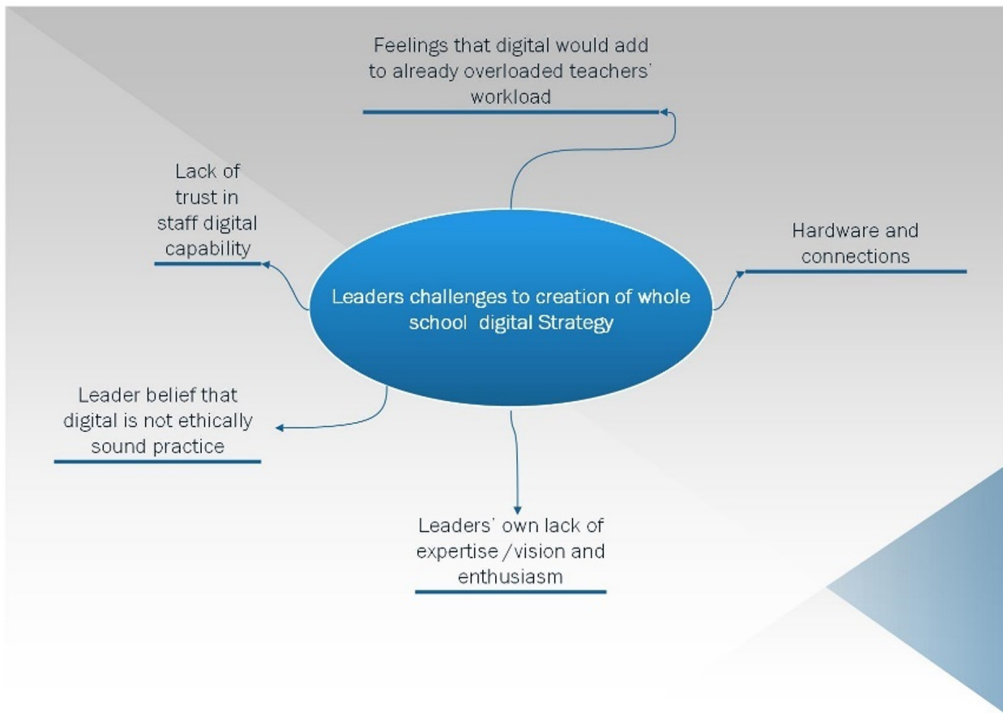 Feelings that digital would add
to already overloaded teachers'
workload
Lack of
trust in
staff digital
capability
Hardware and
connections
Leaders challenges to creation of whole
school  digital Strategy
Leader belief that
digital is not ethically
sound practice
Leaders' own lack of
expertise /vision and
enthusiasm